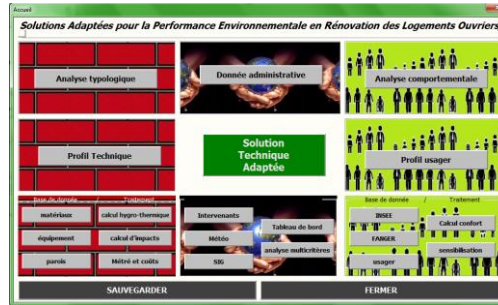 Accueil
Solutions Adaptées pour la Performance Environnementale en Rénovation des Logements Ouvriers
Analyse typologique
Donnée administrative
Analyse comportementale
Profil Technique
Solution
Technique
Adaptée
Profil usager
Base de donnée / Traitement
matériaux
calcul hygro-thermique
équipement
calcul d'impacts
parois
Métré et coûts
Intervenants
Tableau de bord
Météo
analyse multicritères
SIG
Base de donnée / Traitement
INSEE
Calcul confort
FANGER
sensibilisation
usager
SAUVEGARDER
FERMER